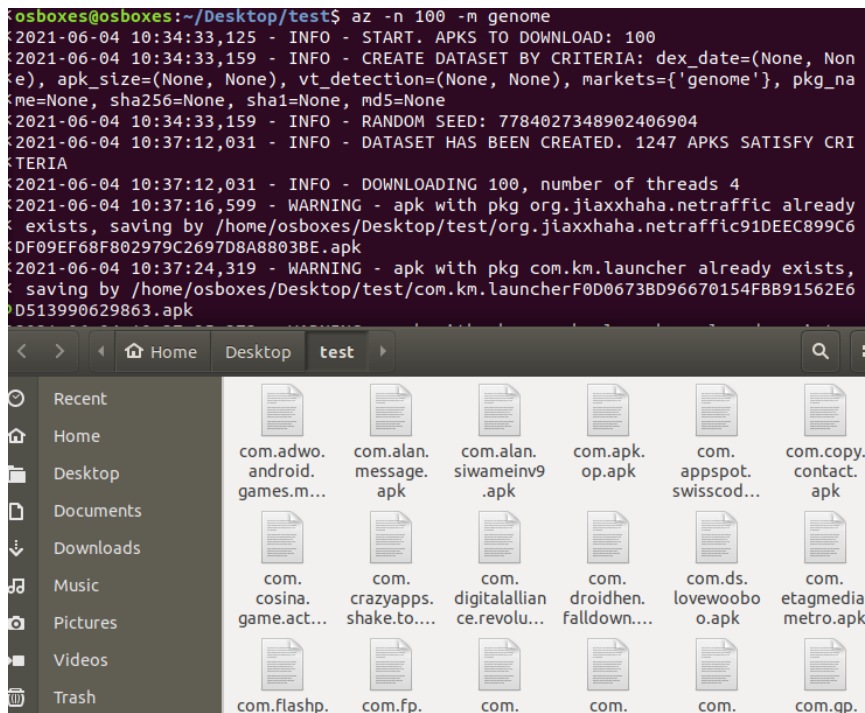 osboxes@osboxes:~/Desktop/test$ az -n 100 -m genome
2021-06-04 10:34:33,125 - INFO - START. APKS TO DOWNLOAD: 100
2021-06-04 10:34:33,159 - INFO - CREATE DATASET BY CRITERIA: dex_date=(None, Non
e), apk_size=(None, None), vt_detection=(None, None), markets={'genome'}, pkg_na
me=None, sha256=None, sha1=None, md5=None
2021-06-04 10:34:33,159 - INFO - RANDOM SEED: 7784027348902406904
2021-06-04 10:37:12,031 - INFO - DATASET HAS BEEN CREATED. 1247 APKS SATISFY CRI
TERIA
2021-06-04 10:37:12,031 - INFO - DOWNLOADING 100, number of threads 4
2021-06-04 10:37:16,599 - WARNING - apk with pkg org.jiaxxhaha.netraffic already
exists, saving by /home/osboxes/Desktop/test/org.jiaxxhaha.netraffic91DEEC899C6
DF09EF68F802979C2697D8A8803BE.apk
2021-06-04 10:37:24,319 - WARNING - apk with pkg com.km.launcher already exists,
saving by /home/osboxes/Desktop/test/com.km.launcherF0D0673BD96670154FBB91562E6
D513990629863.apk
Home Desktop test
Recent
Home
Desktop
Documents
Downloads
Music
Pictures
Videos
Trash
com.adwo.
android.
games.m...
com.alan.
message.
apk
com.alan.
siwameinv9
.apk
com.apk.
op.apk
com.
appspot.
swisscod...
com.copy.
contact.
apk
com.
cosina.
game.act...
com.
crazyapps.
shake.to....
com.
digitalallian
ce.revolu...
com.
droidhen.
falldown....
com.ds.
lovewoobo
o.apk
com.
etagmedia
metro.apk
com.flashp.
com.fp.
com.
com.
com.
com.gp.